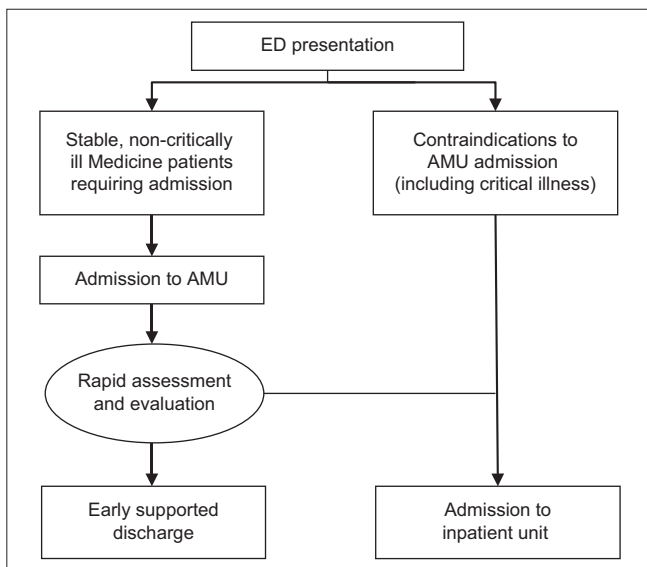 ED presentation
Stable, non-critically
ill Medicine patients
requiring admission
Contraindications to
AMU admission
(including critical illness)
Admission to AMU
Rapid assessment
and evaluation
Early supported
discharge
Admission to
inpatient unit